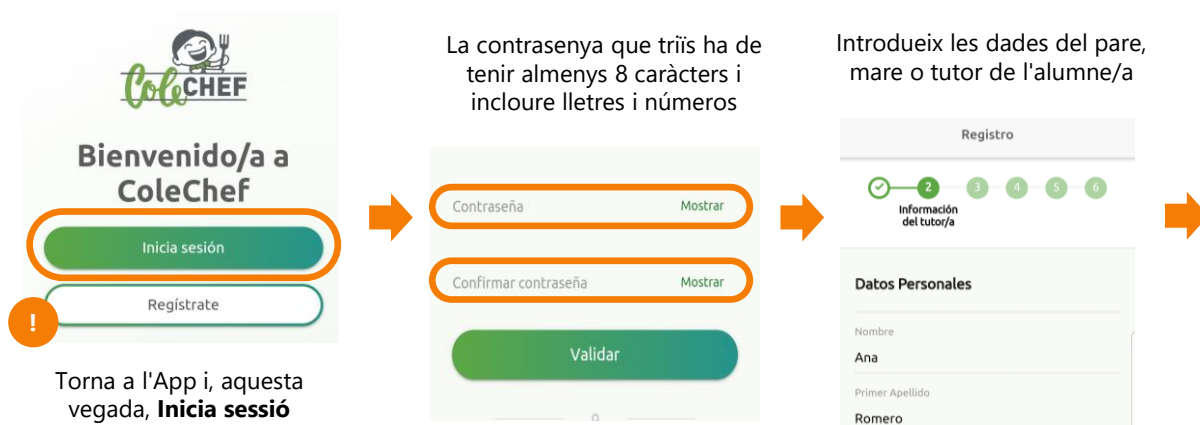 ColeCHEF
Bienvenido/a a
ColeChef
Inicia sesión
Regístrate
!
Torna a l'App i, aquesta
vegada, Inicia sessió
La contrasenya que triïs ha de
tenir almenys 8 caràcters i
incloure lletres i números
Contraseña Mostrar
Confirmar contraseña Mostrar
Validar
o
Introdueix les dades del pare,
mare o tutor de l'alumne/a
Registro
2 3 4 5 6
Información
del tutor/a
Datos Personales
Nombre
Ana
Primer Apellido
Romero